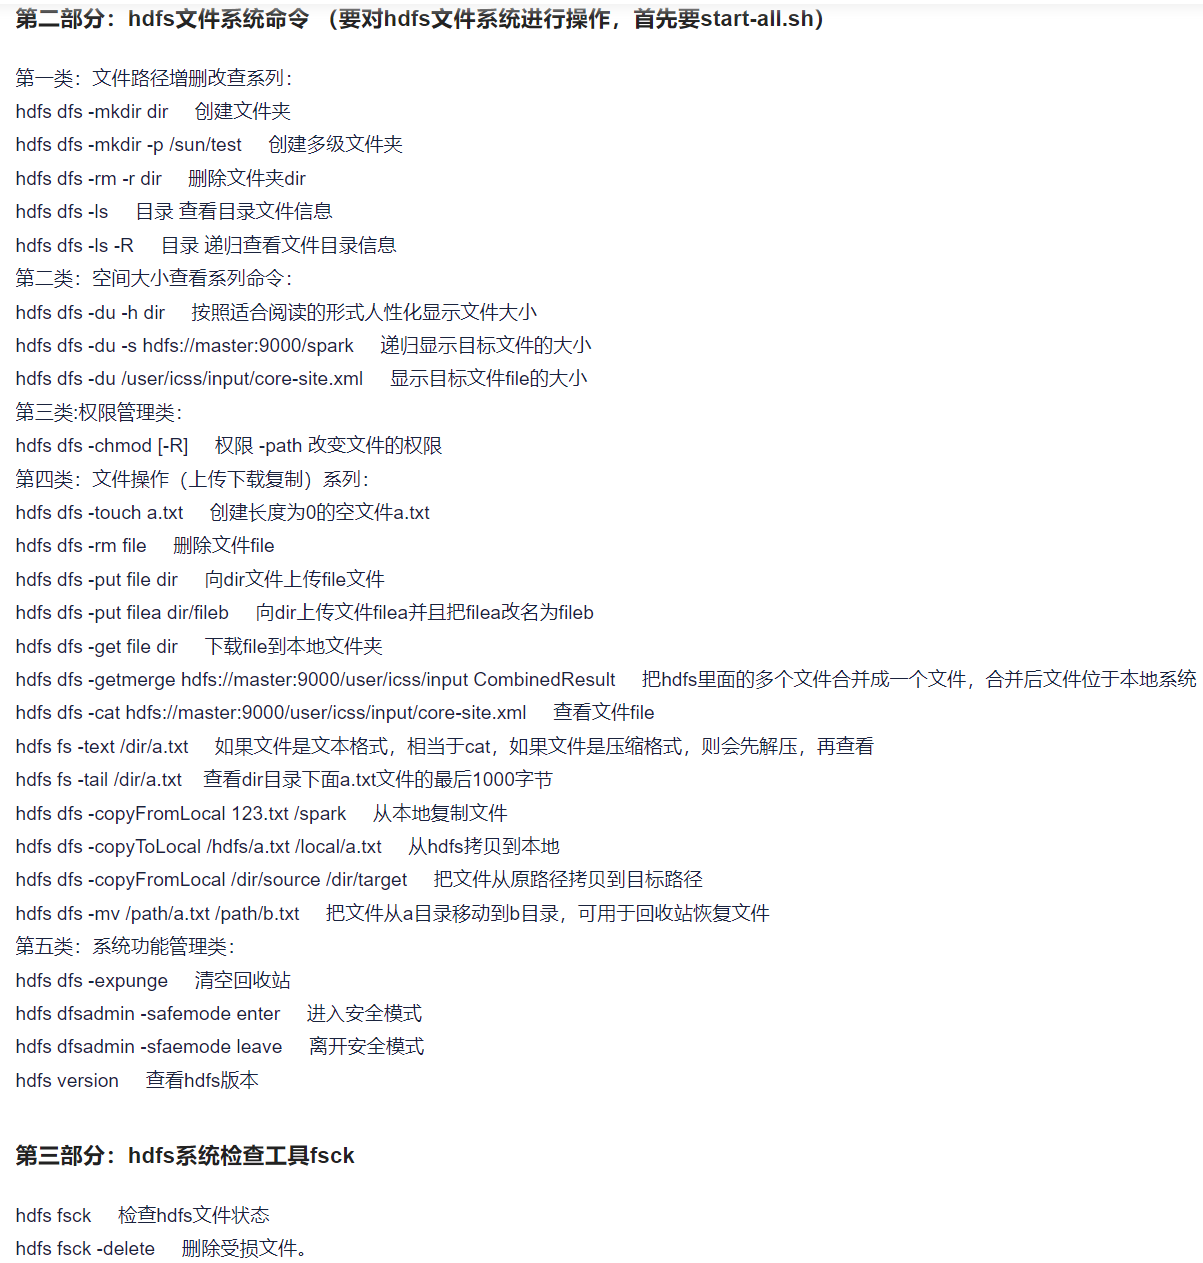 第二部分：hdfs文件系统命令 （要对hdfs文件系统进行操作，首先要start-all.sh）
第一类：文件路径增删改查系列：
hdfs dfs -mkdir dir 创建文件夹
hdfs dfs -mkdir -p /sun/test 创建多级文件夹
hdfs dfs -rm -r dir 删除文件夹dir
hdfs dfs -ls 目录 查看目录文件信息
hdfs dfs -ls -R 目录 递归查看文件目录信息
第二类：空间大小查看系列命令：
hdfs dfs -du -h dir 按照适合阅读的形式人性化显示文件大小
hdfs dfs -du -s hdfs://master:9000/spark 递归显示目标文件的大小
hdfs dfs -du /user/icss/input/core-site.xml 显示目标文件file的大小
第三类:权限管理类：
hdfs dfs -chmod [-R] 权限 -path 改变文件的权限
第四类：文件操作（上传下载复制）系列：
hdfs dfs -touch a.txt 创建长度为0的空文件a.txt
hdfs dfs -rm file 删除文件file
hdfs dfs -put file dir 向dir文件上传file文件
hdfs dfs -put filea dir/fileb 向dir上传文件filea并且把filea改名为fileb
hdfs dfs -get file dir 下载file到本地文件夹
hdfs dfs -getmerge hdfs://master:9000/user/icss/input CombinedResult 把hdfs里面的多个文件合并成一个文件，合并后文件位于本地系统
hdfs dfs -cat hdfs://master:9000/user/icss/input/core-site.xml 查看文件file
hdfs fs -text /dir/a.txt 如果文件是文本格式，相当于cat，如果文件是压缩格式，则会先解压，再查看
hdfs fs -tail /dir/a.txt 查看dir目录下面a.txt文件的最后1000字节
hdfs dfs -copyFromLocal 123.txt /spark 从本地复制文件
hdfs dfs -copyToLocal /hdfs/a.txt /local/a.txt 从hdfs拷贝到本地
hdfs dfs -copyFromLocal /dir/source /dir/target 把文件从原路径拷贝到目标路径
hdfs dfs -mv /path/a.txt /path/b.txt 把文件从a目录移动到b目录，可用于回收站恢复文件
第五类：系统功能管理类：
hdfs dfs -expunge 清空回收站
hdfs dfsadmin -safemode enter 进入安全模式
hdfs dfsadmin -sfaemode leave 离开安全模式
hdfs version 查看hdfs版本
第三部分：hdfs系统检查工具fsck
hdfs fsck 检查hdfs文件状态
hdfs fsck -delete 删除受损文件。